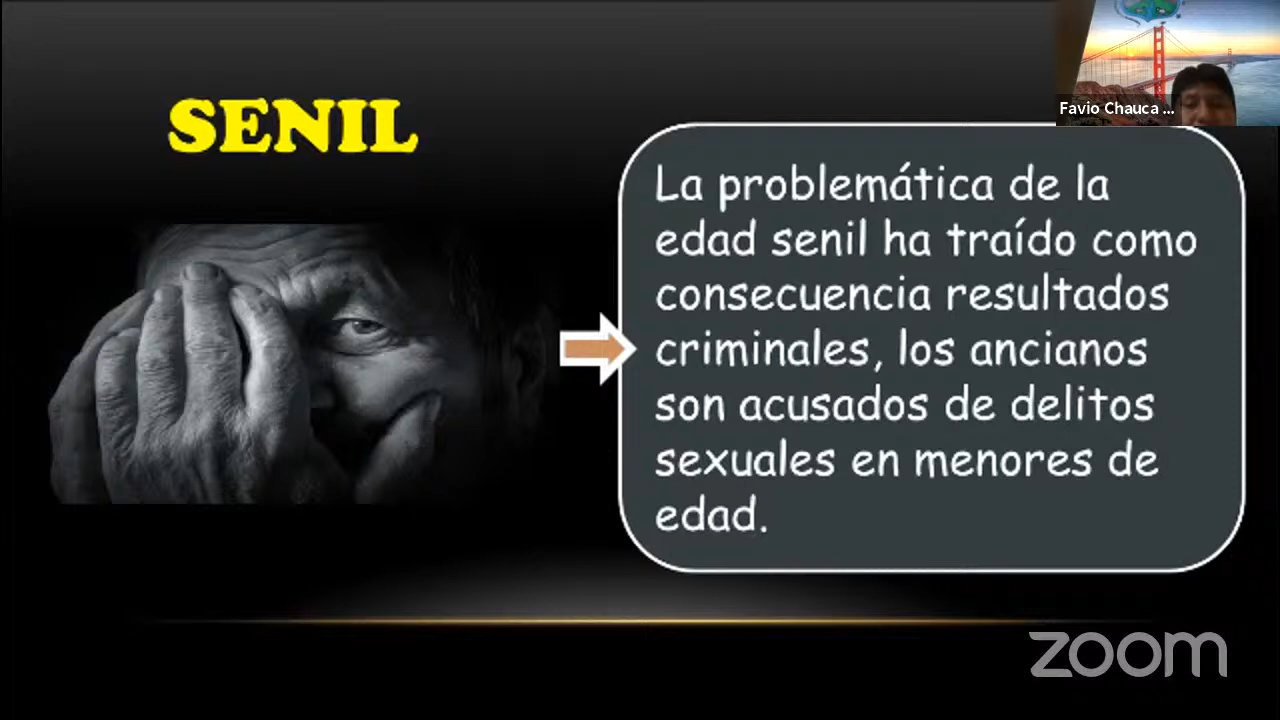 Favio Chauca ...
SENIL
La problemática de la
edad senil ha traído como
consecuencia resultados
criminales, los ancianos
son acusados de delitos
sexuales en menores de
edad.
zoom